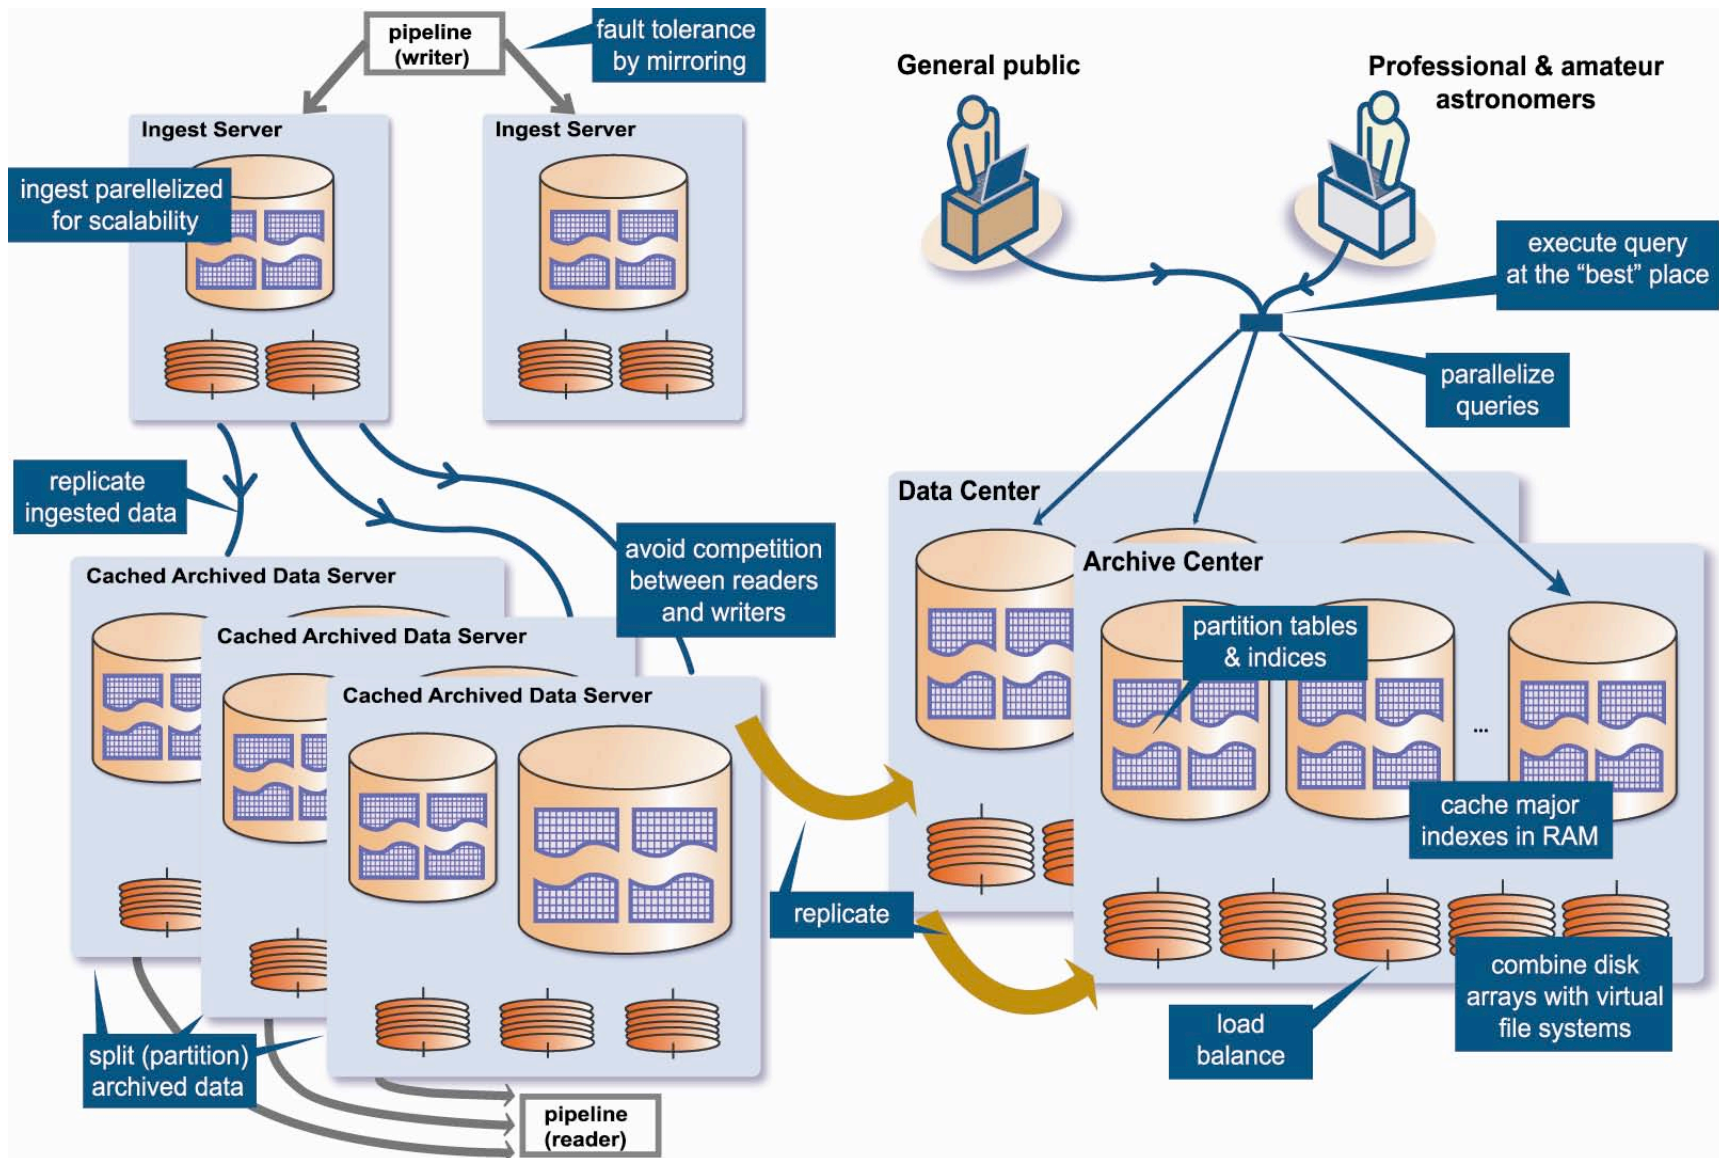 pipeline
(writer)
fault tolerance
by mirroring
General public
Professional & amateur
astronomers
Ingest Server
Ingest Server
ingest parellelized
for scalability
execute query
at the “best” place
parallelize
queries
replicate
ingested data
Data Center
avoid competition
between readers
and writers
Archive Center
Cached Archived Data Server
Cached Archived Data Server
Cached Archived Data Server
partition tables
& indices
...
cache major
indexes in RAM
replicate
combine disk
arrays with virtual
file systems
load
balance
split (partition)
archived data
pipeline
(reader)